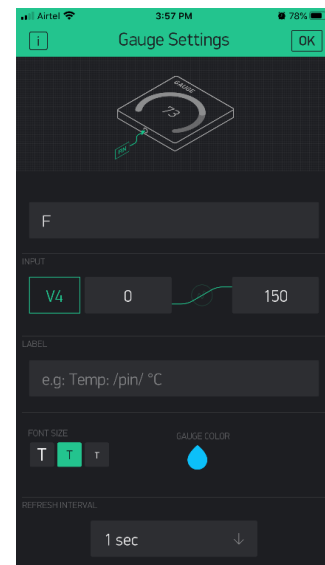 Airtel 3:57 PM 78%
i Gauge Settings OK
GAUGE
73
PIN
F
INPUT
V4 0 150
LABEL
e.g: Temp: /pin/ °C
FONT SIZE GAUGE COLOR
T T T
REFRESH INTERVAL
1 sec